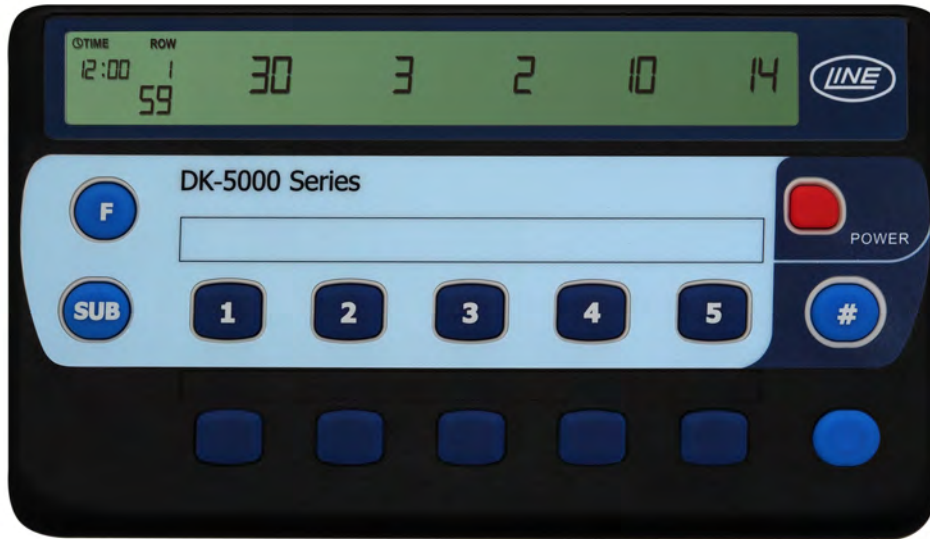 TIME ROW
12:00 1 30 3 2 10 14
59
LINE
DK-5000 Series
F
POWER
SUB 1 2 3 4 5 #